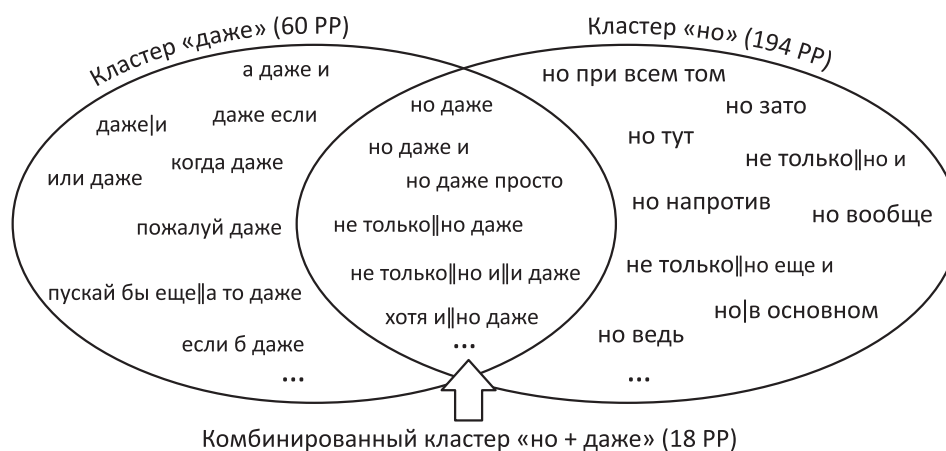 Кластер «даже» (60 РР)
Кластер «но» (194 РР)
а даже и
даже|и
даже если
или даже
когда даже
пожалуй даже
пускай бы еще‖а то даже
если б даже
...
но даже
но даже и
но даже просто
не только‖но даже
не только‖но и‖и даже
хотя и‖но даже
...
но при всем том
но зато
но тут
не только‖но и
но напротив
но вообще
не только‖но еще и
но|в основном
но ведь
...
Комбинированный кластер «но + даже» (18 РР)